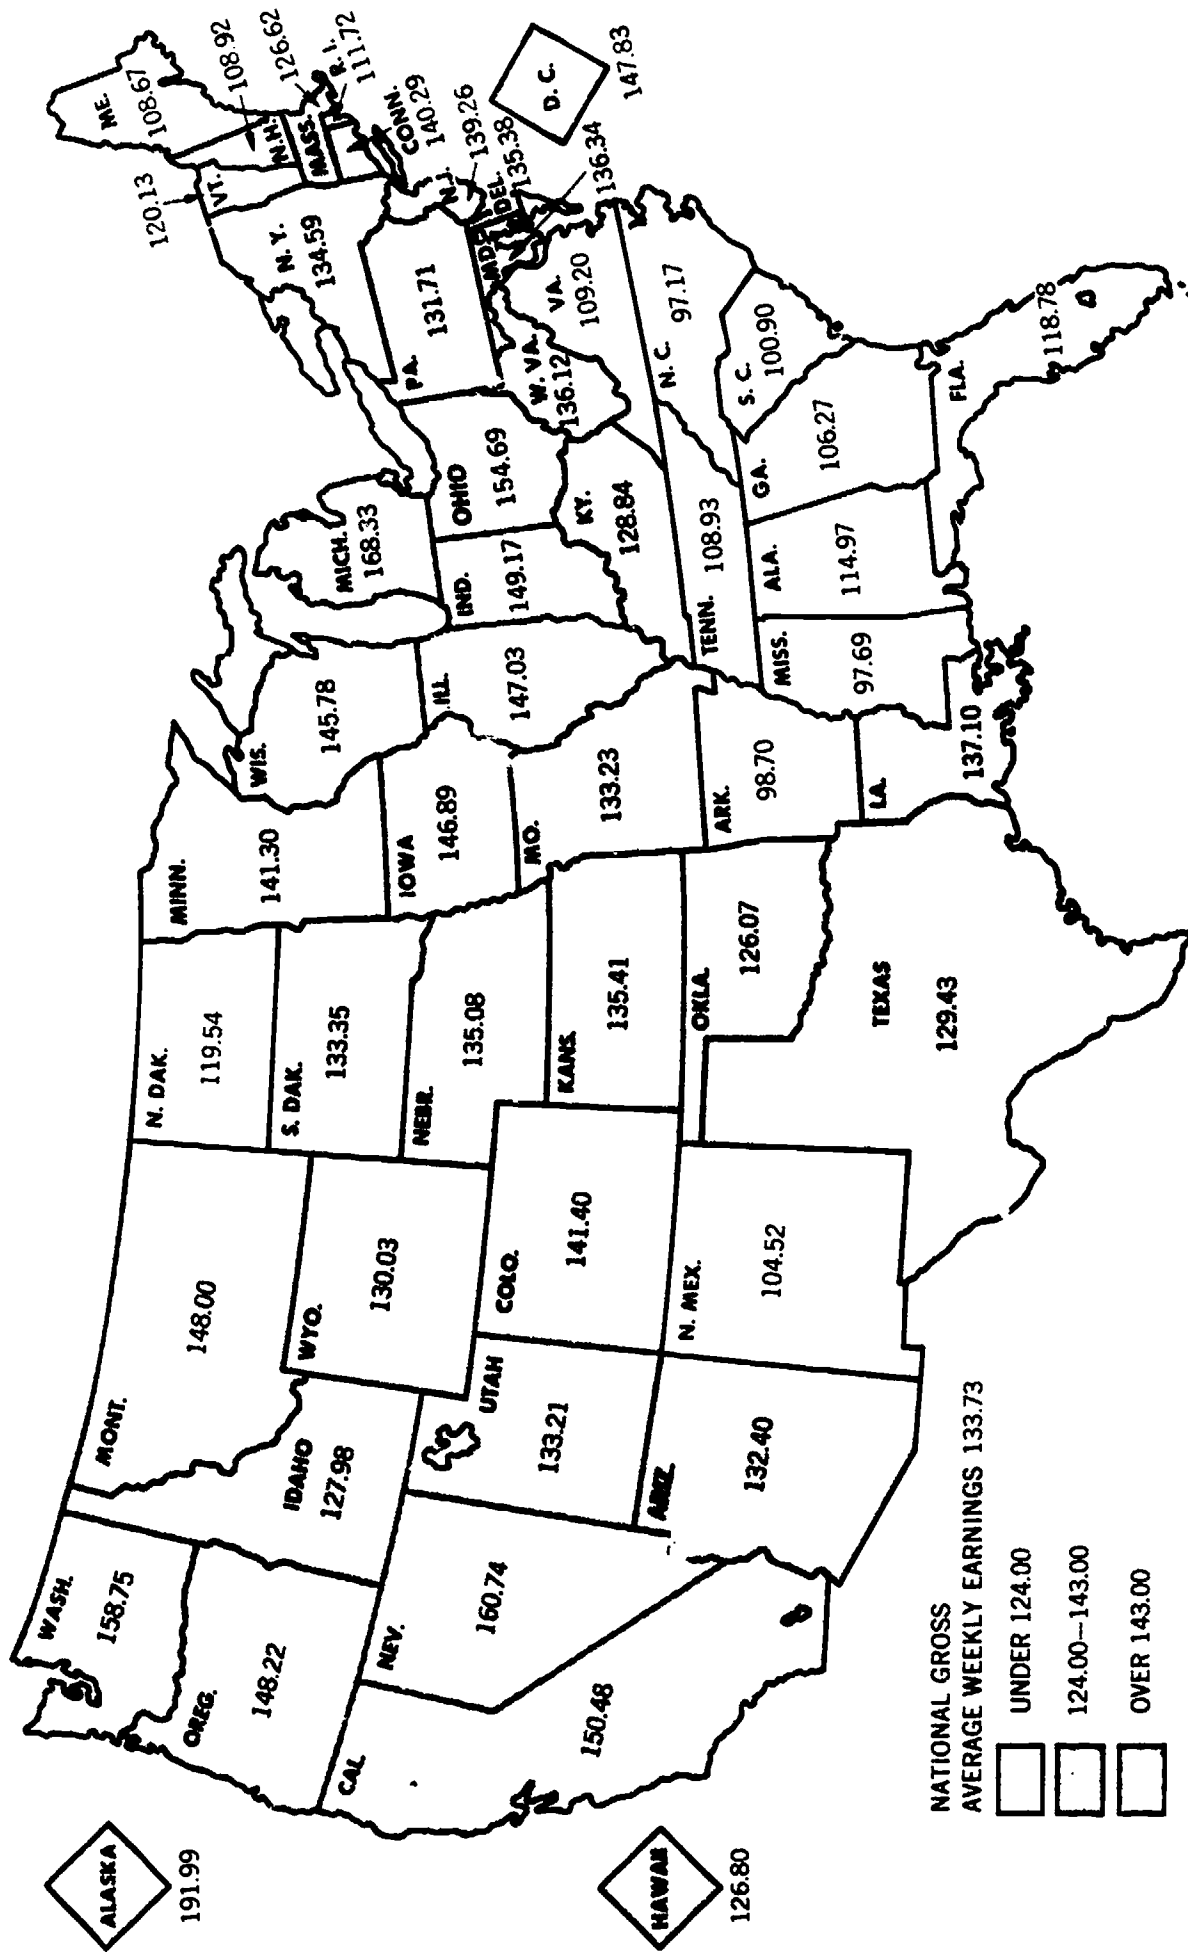 WASH.
158.75
OREG.
148.22
CAL.
150.48
NEV.
160.74
IDAHO
127.98
MONT.
148.00
WYO.
130.03
UTAH
133.21
COLO.
141.40
ARIZ.
132.40
N. MEX.
104.52
N. DAK.
119.54
S. DAK.
133.35
NEBR.
135.08
KANS.
135.41
OKLA.
126.07
TEXAS
129.43
MINN.
141.30
IOWA
146.89
MO.
133.23
ARK.
98.70
LA.
137.10
WIS.
145.78
ILL.
147.03
MICH.
168.33
IND.
149.17
OHIO
154.69
KY.
128.84
TENN.
108.93
MISS.
97.69
ALA.
114.97
GA.
106.27
FLA.
118.78
S. C.
100.90
N. C.
97.17
VA.
109.20
W. VA.
136.12
PA.
131.71
N. Y.
134.59
VT.
120.13
ME.
108.67
N.H.
108.92
MASS.
126.62
R. I.
111.72
CONN.
140.29
N.J.
139.26
DEL.
135.38
MD.
136.34
D. C.
147.83
ALASKA
191.99
HAWAII
126.80
NATIONAL GROSS
AVERAGE WEEKLY EARNINGS 133.73
UNDER 124.00
124.00—143.00
OVER 143.00